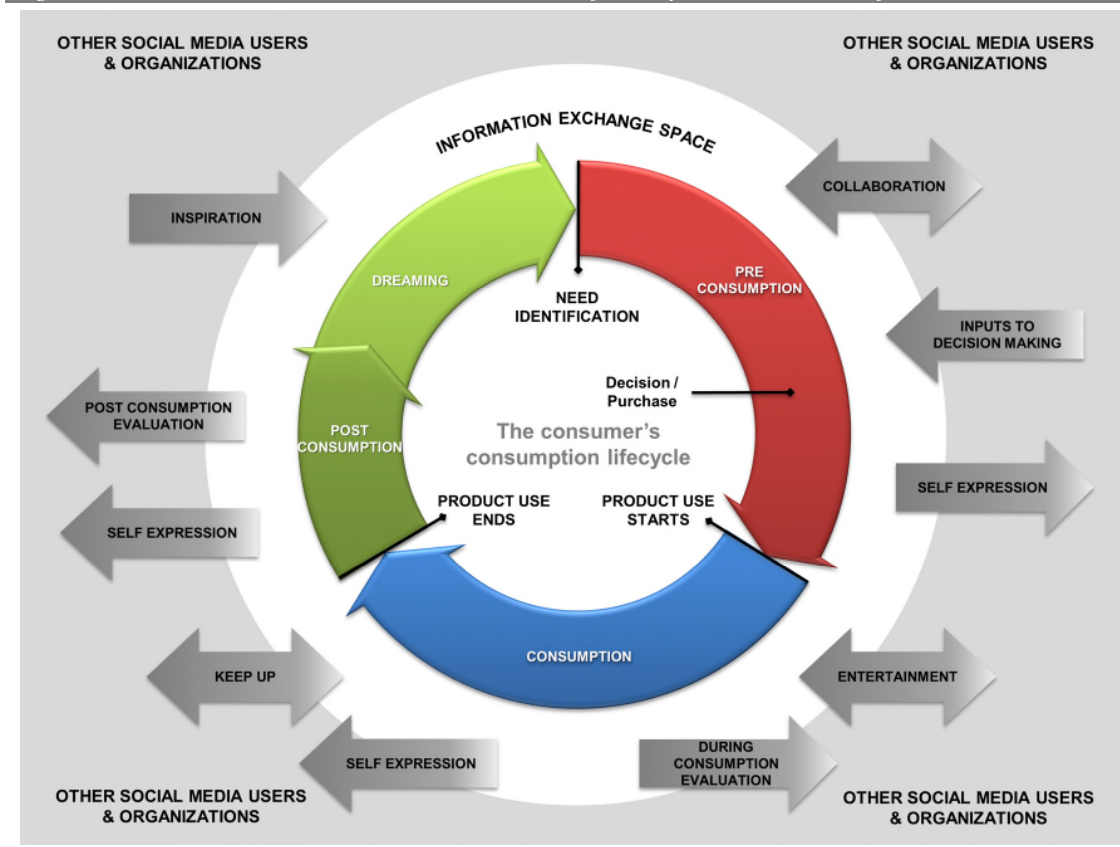 OTHER SOCIAL MEDIA USERS
& ORGANIZATIONS
OTHER SOCIAL MEDIA USERS
& ORGANIZATIONS
INFORMATION EXCHANGE SPACE
COLLABORATION
INSPIRATION
DREAMING
PRE
CONSUMPTION
NEED
IDENTIFICATION
INPUTS TO
DECISION MAKING
Decision /
Purchase
POST CONSUMPTION
EVALUATION
POST
CONSUMPTION
The consumer's
consumption lifecycle
SELF EXPRESSION
PRODUCT USE
ENDS
PRODUCT USE
STARTS
SELF EXPRESSION
CONSUMPTION
KEEP UP
ENTERTAINMENT
SELF EXPRESSION
DURING
CONSUMPTION
EVALUATION
OTHER SOCIAL MEDIA USERS
& ORGANIZATIONS
OTHER SOCIAL MEDIA USERS
& ORGANIZATIONS